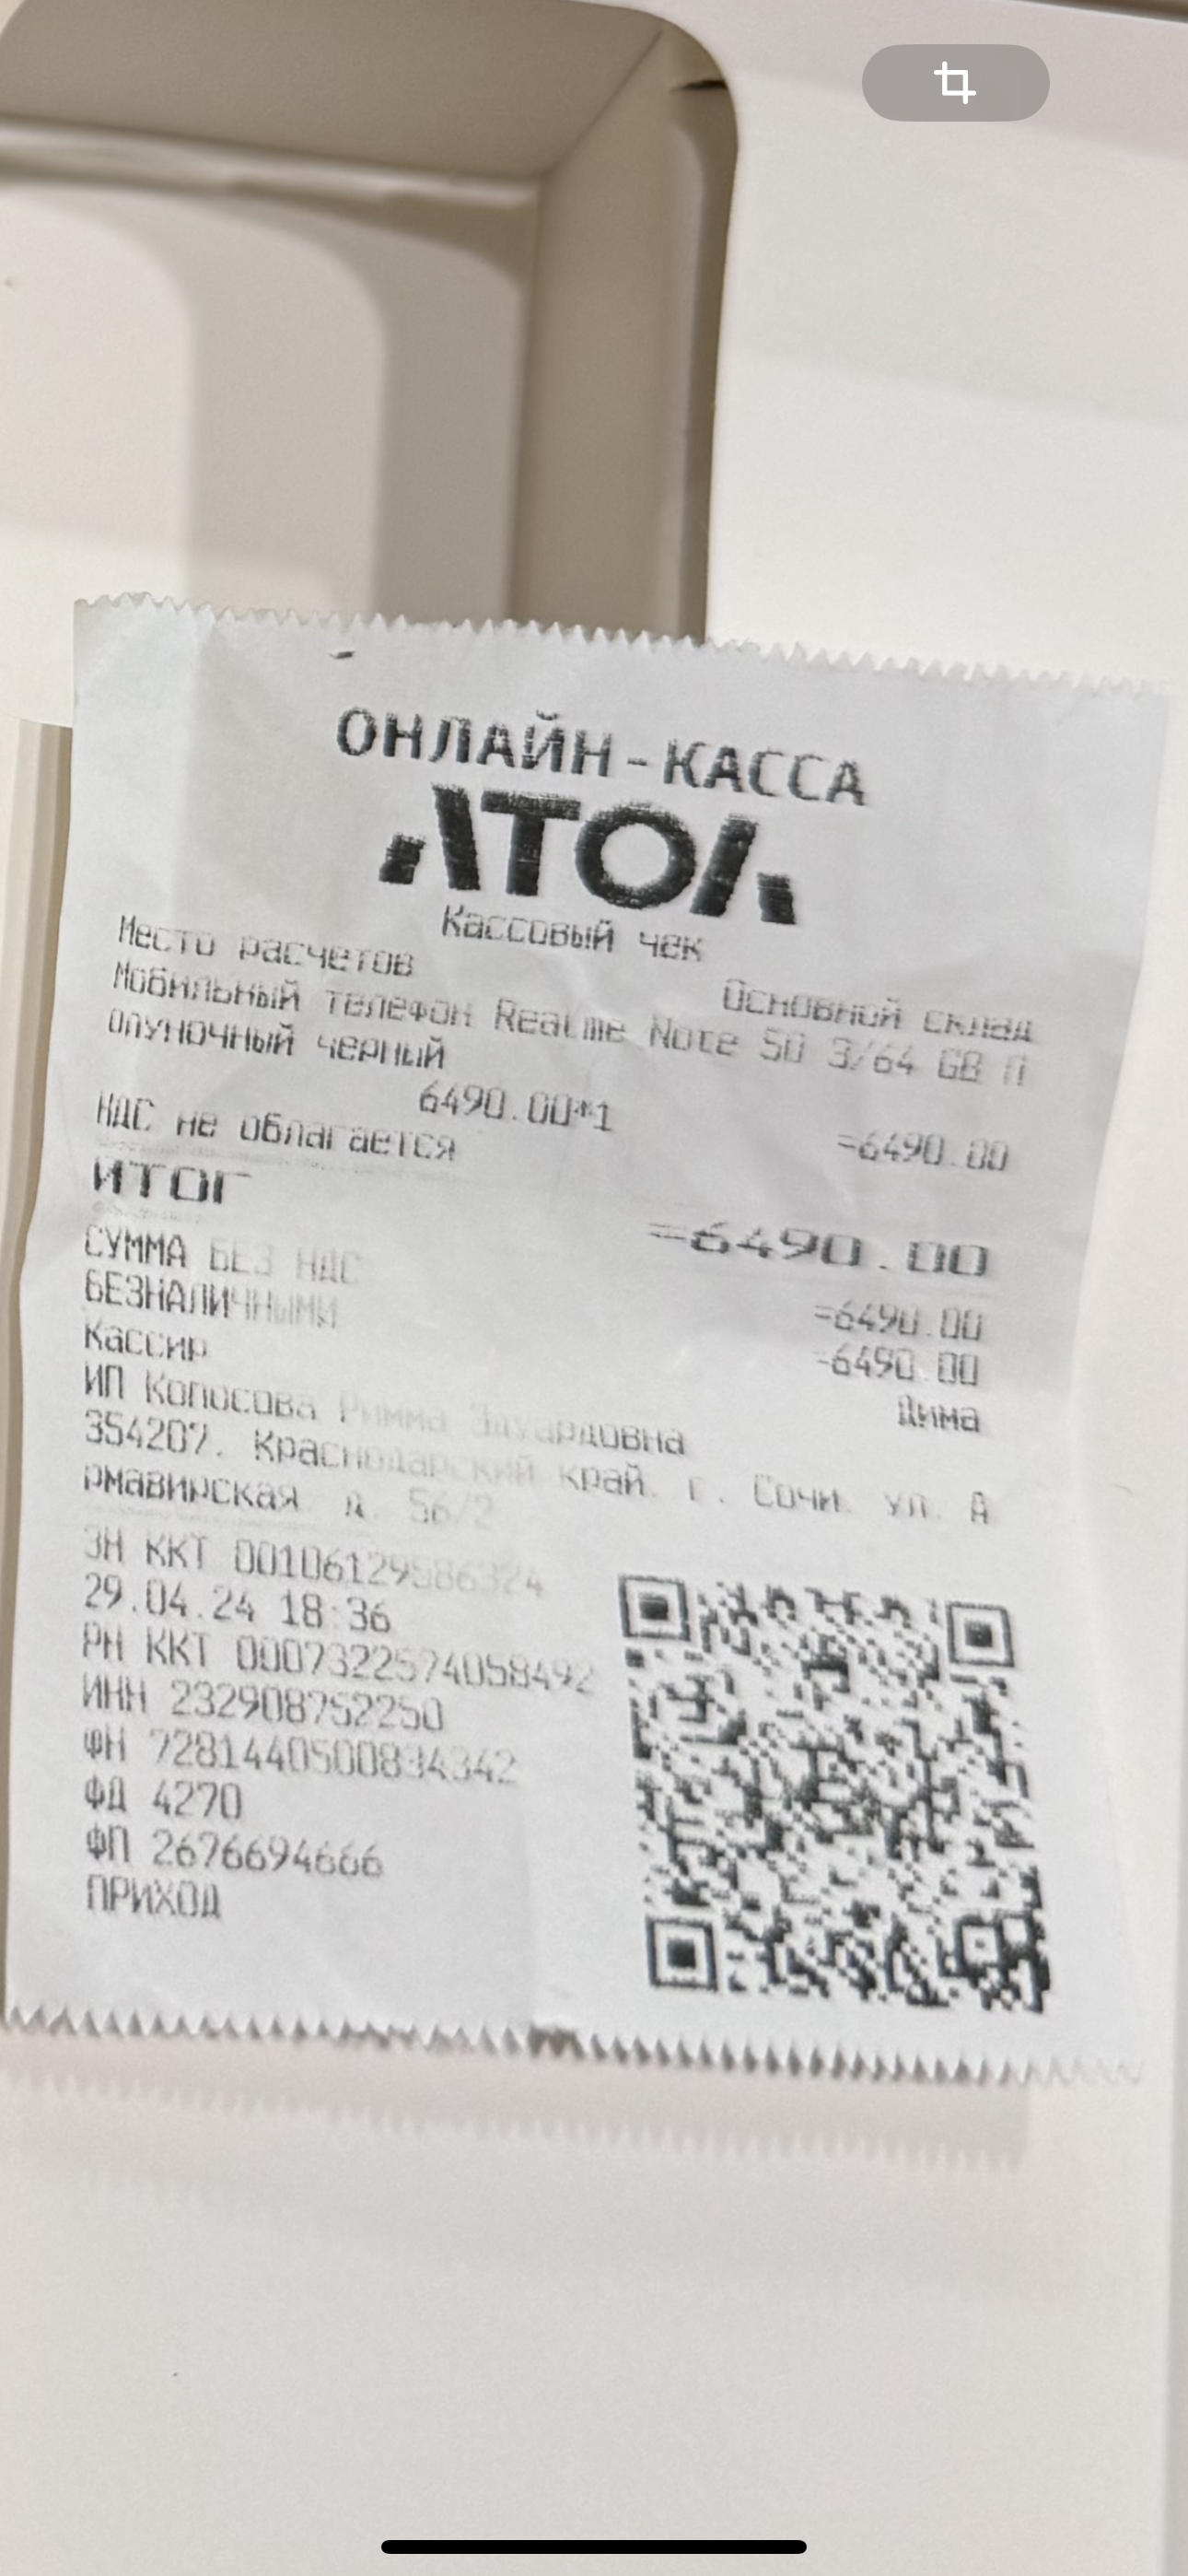 ОНЛАЙН-КАССА
АТОЛ
Кассовый чек
Место расчетов Основной склад
Мобильный телефон Realme Note 50 3/64 GB П
олуночный черный
6490.00*1 =6490.00
НДС не облагается
ИТОГ =6490.00
СУММА БЕЗ НДС =6490.00
БЕЗНАЛИЧНЫМИ =6490.00
Кассир Дима
ИП Колосова Римма Эдуардовна
354207, Краснодарский край, г. Сочи, ул. А
рмавирская, д. 56/2
ЗН ККТ 00106129586324
29.04.24 18:36
РН ККТ 0007322574058492
ИНН 232908752250
ФН 7281440500834342
ФД 4270
ФП 2676694666
ПРИХОД